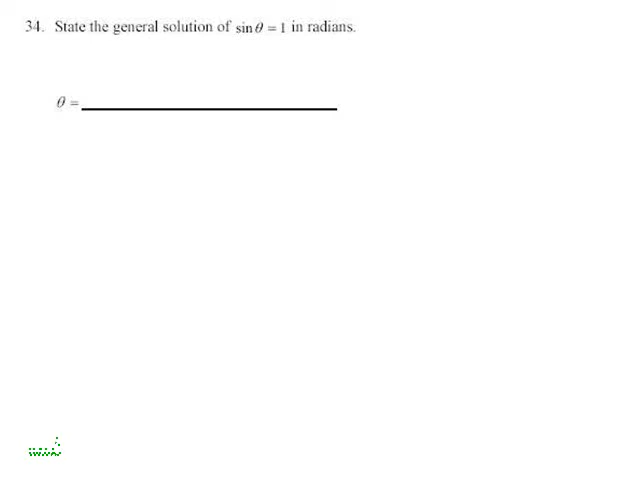 34. State the general solution of sin θ = 1 in radians.
θ =